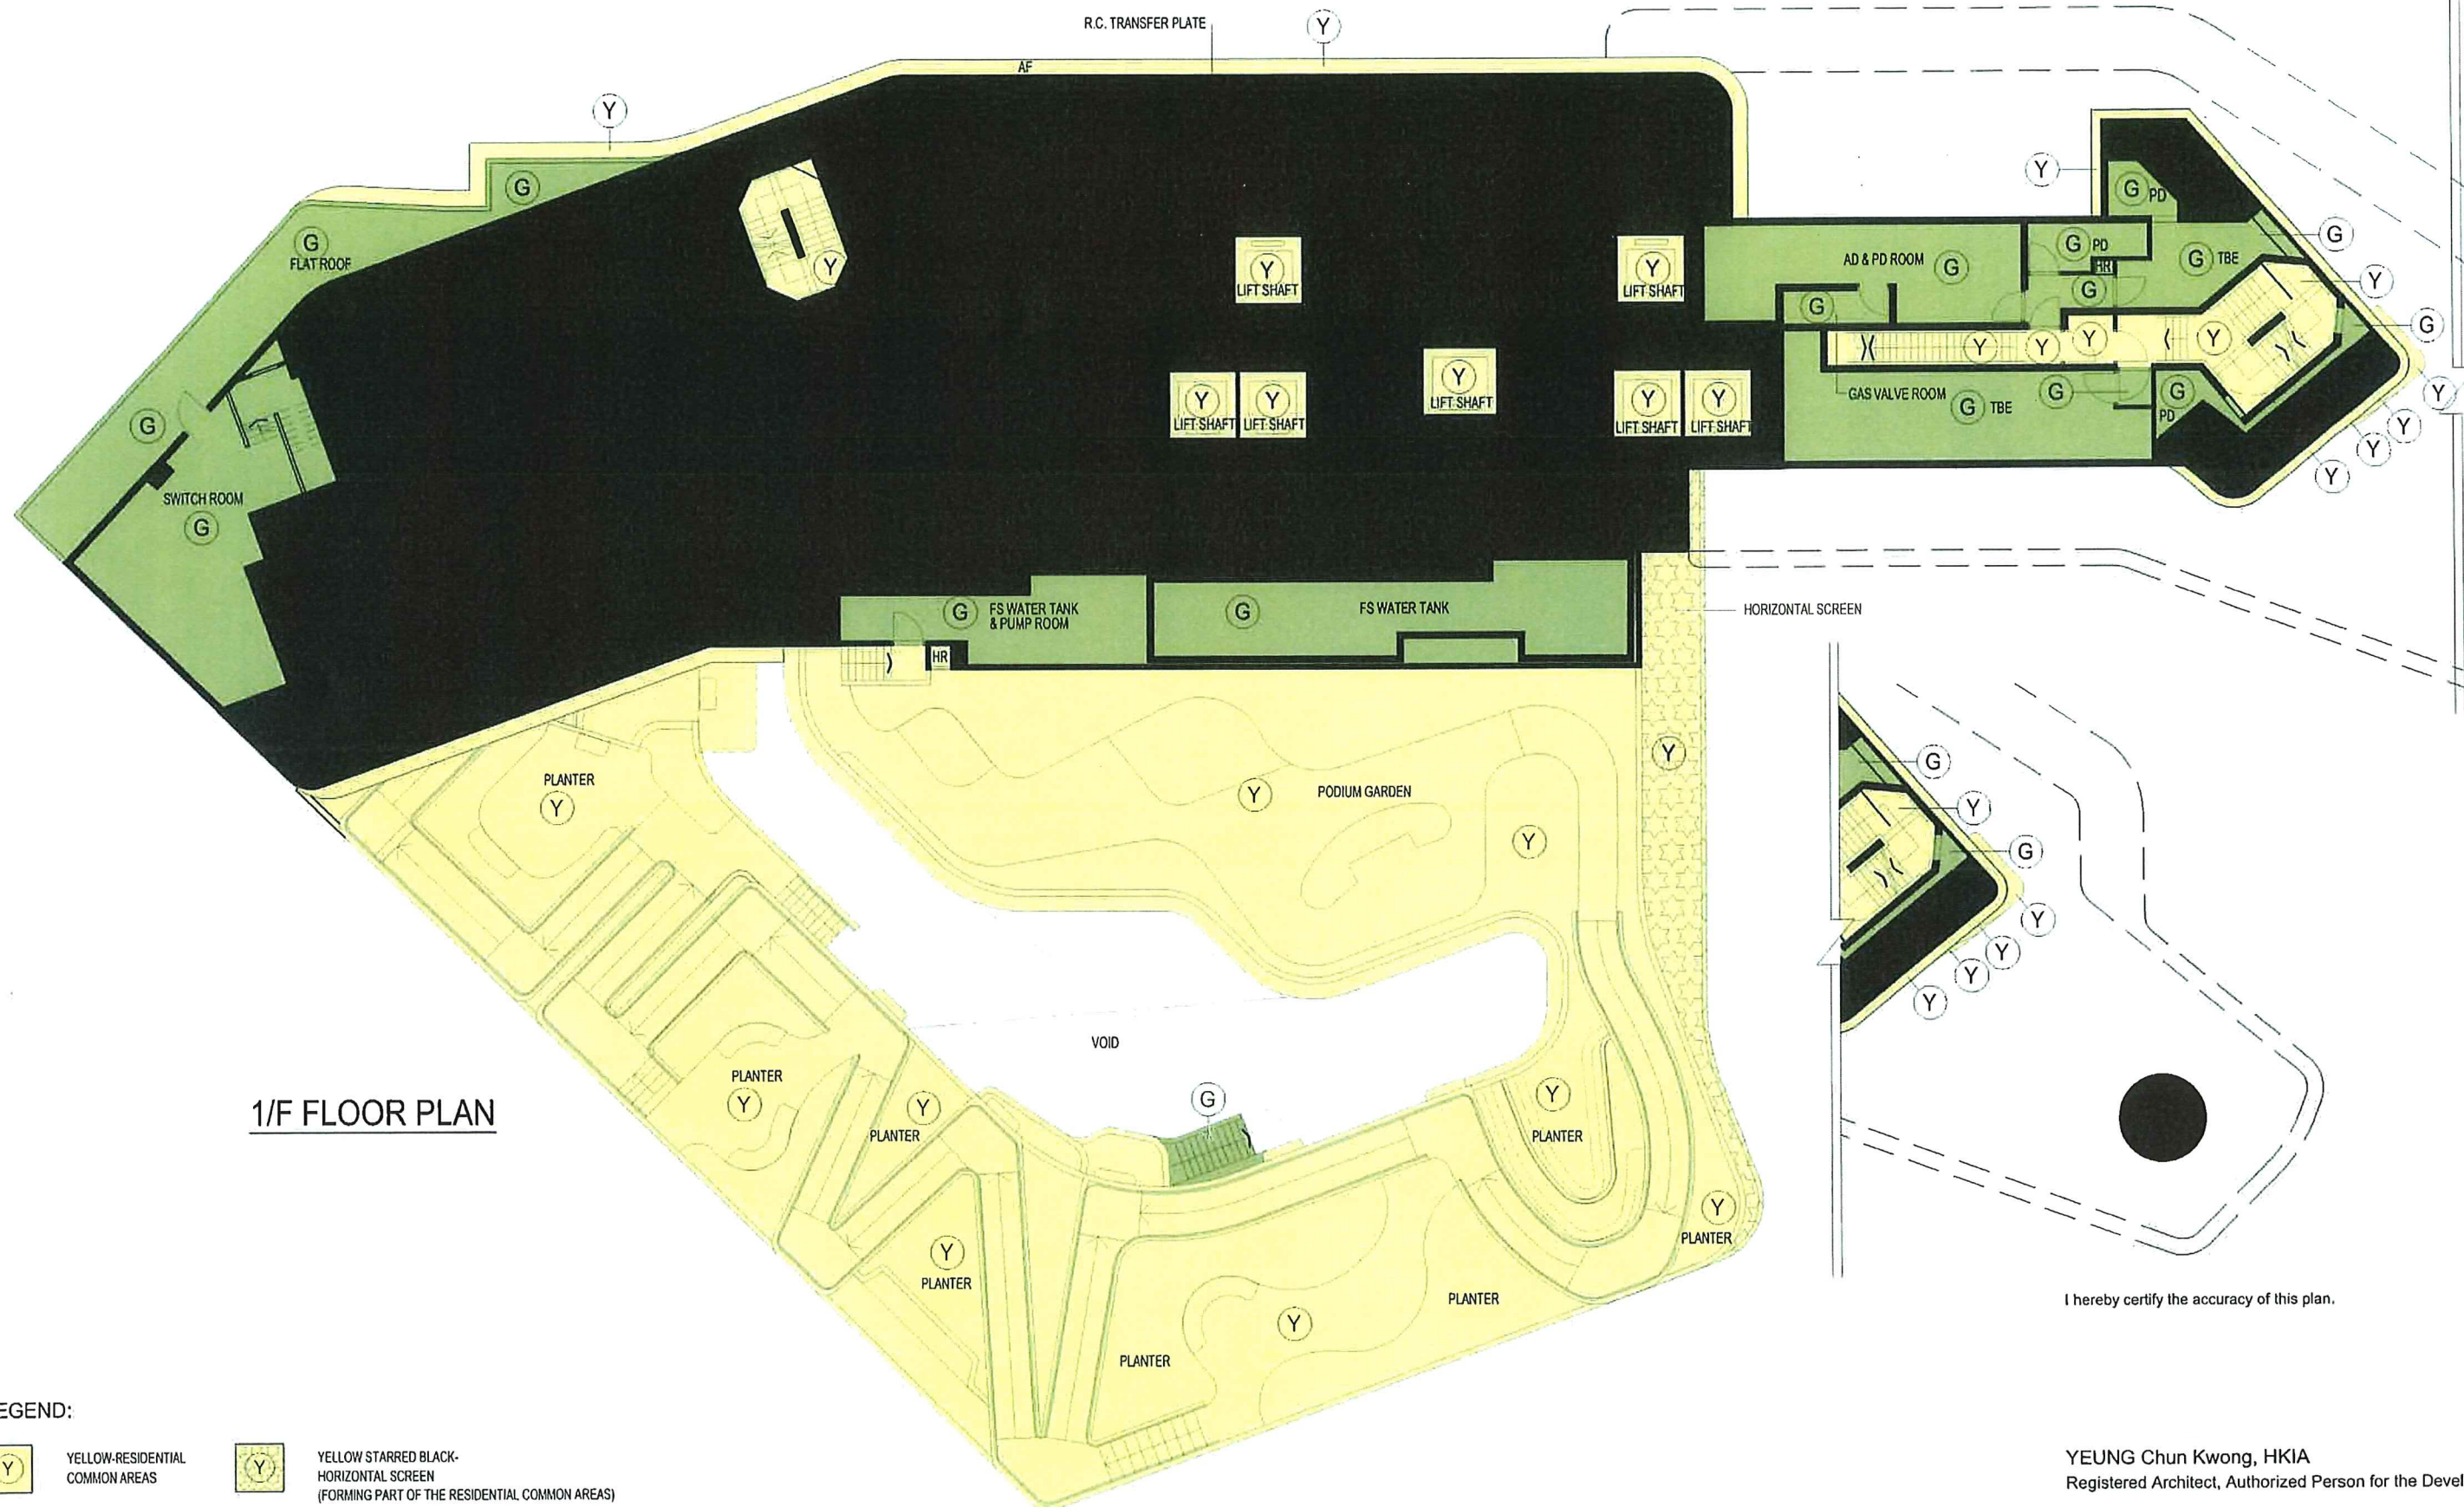 R.C. TRANSFER PLATE
Y
AF
Y
Y
G
G
PD
G
FLAT ROOF
G
PD
G
G
TBE
HR
Y
Y
LIFT SHAFT
Y
LIFT SHAFT
AD & PD ROOM
G
G
G
Y
G
Y
Y
Y
Y
Y
LIFT SHAFT
Y
LIFT SHAFT
Y
LIFT SHAFT
Y
LIFT SHAFT
Y
LIFT SHAFT
GAS VALVE ROOM
G
TBE
G
G
PD
Y
Y
Y
Y
G
SWITCH ROOM
G
G
FS WATER TANK
& PUMP ROOM
G
FS WATER TANK
HORIZONTAL SCREEN
HR
Y
G
PLANTER
Y
Y
PODIUM GARDEN
Y
Y
G
Y
Y
Y
Y
VOID
PLANTER
Y
Y
PLANTER
G
Y
PLANTER
1/F FLOOR PLAN
Y
PLANTER
Y
PLANTER
Y
PLANTER
PLANTER
I hereby certify the accuracy of this plan.
EGEND:
Y
YELLOW-RESIDENTIAL
COMMON AREAS
Y
YELLOW STARRED BLACK-
HORIZONTAL SCREEN
(FORMING PART OF THE RESIDENTIAL COMMON AREAS)
YEUNG Chun Kwong, HKIA
Registered Architect, Authorized Person for the Devel